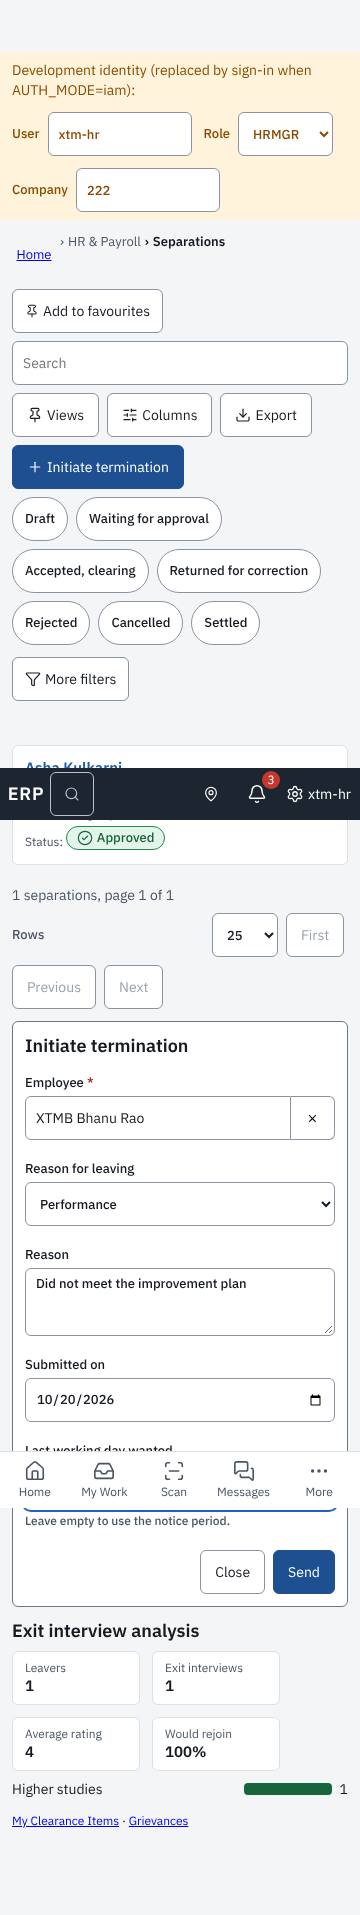 Development identity (replaced by sign-in when
AUTH_MODE=iam):
User xtm-hr Role HRMGR
Company 222
Home › HR & Payroll › Separations
Add to favourites
Search
Views Columns Export
Initiate termination
Draft Waiting for approval
Accepted, clearing Returned for correction
Rejected Cancelled Settled
More filters
Asha Kulkarni
ERP 3 xtm-hr
Status: Approved
1 separations, page 1 of 1
Rows 25 First
Previous Next
Initiate termination
Employee *
XTMB Bhanu Rao ×
Reason for leaving
Performance
Reason
Did not meet the improvement plan
Submitted on
10/20/2026
Last working day wanted
Home My Work Scan Messages More
Leave empty to use the notice period.
Close Send
Exit interview analysis
Leavers Exit interviews
1 1
Average rating Would rejoin
4 100%
Higher studies 1
My Clearance Items · Grievances